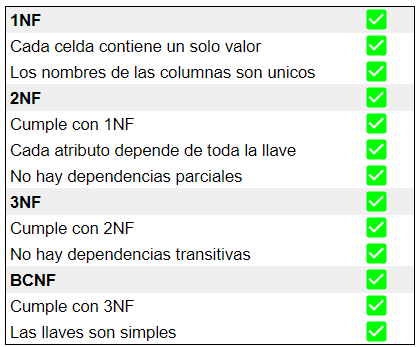 1NF
Cada celda contiene un solo valor
Los nombres de las columnas son unicos
2NF
Cumple con 1NF
Cada atributo depende de toda la llave
No hay dependencias parciales
3NF
Cumple con 2NF
No hay dependencias transitivas
BCNF
Cumple con 3NF
Las llaves son simples